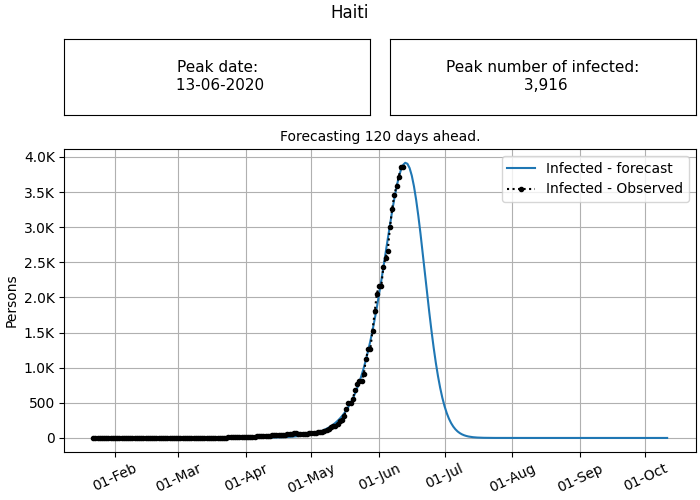 Haiti
Peak date:
13-06-2020
Peak number of infected:
3,916
Forecasting 120 days ahead.
Infected - forecast
Infected - Observed
Persons
4.0K
3.5K
3.0K
2.5K
2.0K
1.5K
1.0K
500
0
01-Feb
01-Mar
01-Apr
01-May
01-Jun
01-Jul
01-Aug
01-Sep
01-Oct